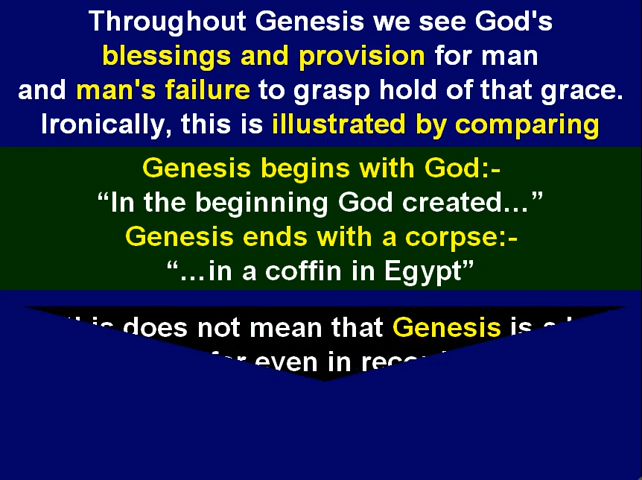 Throughout Genesis we see God's
blessings and provision for man
and man's failure to grasp hold of that grace.
Ironically, this is illustrated by comparing
Genesis begins with God:-
“In the beginning God created…”
Genesis ends with a corpse:-
“…in a coffin in Egypt”
does not mean that Genesis is
even in